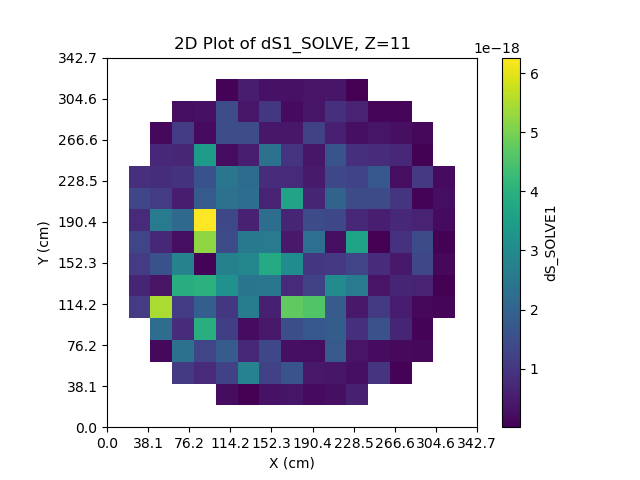 2D Plot of dS1_SOLVE, Z=11
1e−18
342.7
304.6
266.6
228.5
190.4
152.3
114.2
76.2
38.1
0.0
Y (cm)
0.0 38.1 76.2 114.2 152.3 190.4 228.5 266.6 304.6 342.7
X (cm)
6
5
4
3
2
1
dS_SOLVE1